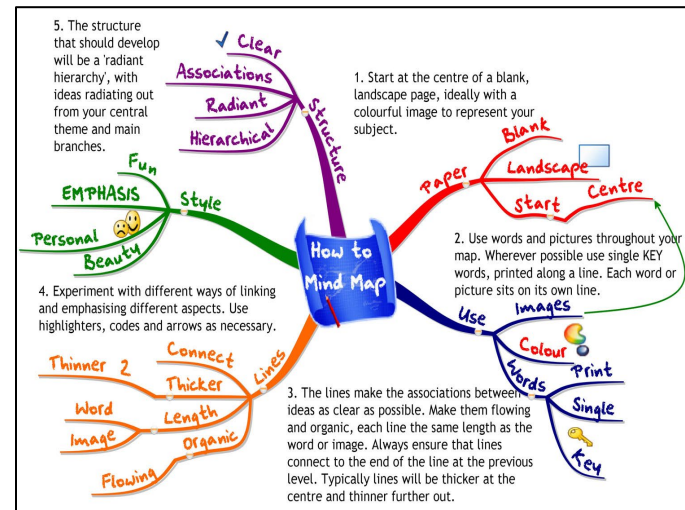 5. The structure
that should develop
will be a 'radiant
hierarchy', with
ideas radiating out
from your central
theme and main
branches.
Clear
Associations
Radiant
Hierarchical
Structure
1. Start at the centre of a blank,
landscape page, ideally with a
colourful image to represent your
subject.
Paper
Blank
Landscape
Start
Centre
Fun
EMPHASIS
Personal
Beauty
Style
How to
Mind Map
2. Use words and pictures throughout your
map. Wherever possible use single KEY
words, printed along a line. Each word or
picture sits on its own line.
Use
Images
Colour
Words
Print
Single
Key
4. Experiment with different ways of linking
and emphasising different aspects. Use
highlighters, codes and arrows as necessary.
Lines
Connect
Thicker
Thinner 2
Length
Word
Image
Organic
Flowing
3. The lines make the associations between
ideas as clear as possible. Make them flowing
and organic, each line the same length as the
word or image. Always ensure that lines
connect to the end of the line at the previous
level. Typically lines will be thicker at the
centre and thinner further out.